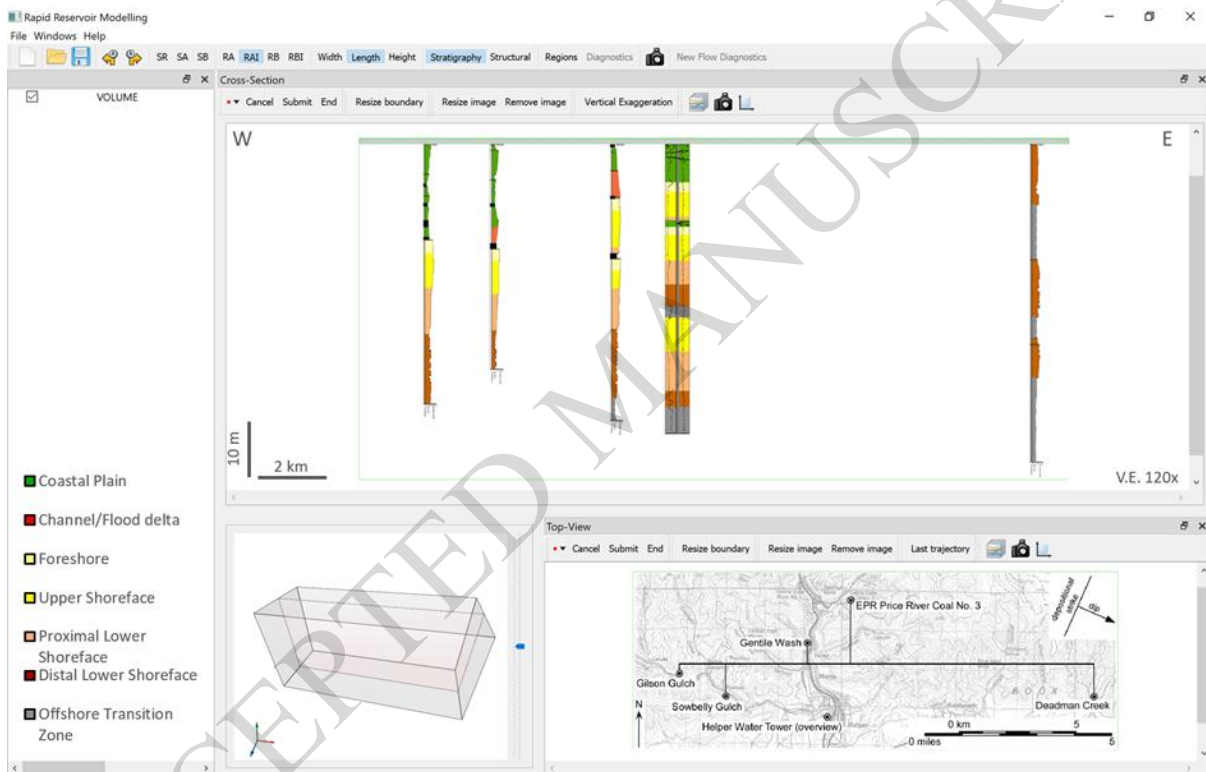 Rapid Reservoir Modelling
File Windows Help
SR SA SB RA RAI RB RBI Width Length Height Stratigraphy Structural Regions Diagnostics New Flow Diagnostics
VOLUME
Cross-Section
Cancel Submit End Resize boundary Resize image Remove image Vertical Exaggeration
W
E
10 m
2 km
V.E. 120x
Coastal Plain
Channel/Flood delta
Foreshore
Upper Shoreface
Proximal Lower
Shoreface
Distal Lower Shoreface
Offshore Transition
Zone
Top-View
Cancel Submit End Resize boundary Resize image Remove image Last trajectory
EPR Price River Coal No. 3
depositional
strike
dip
Gentile Wash
Gilson Gulch
Sowbelly Gulch
Deadman Creek
N
Helper Water Tower (overview)
0 km 5
0 miles 5
ACCEPTED MANUSCRI